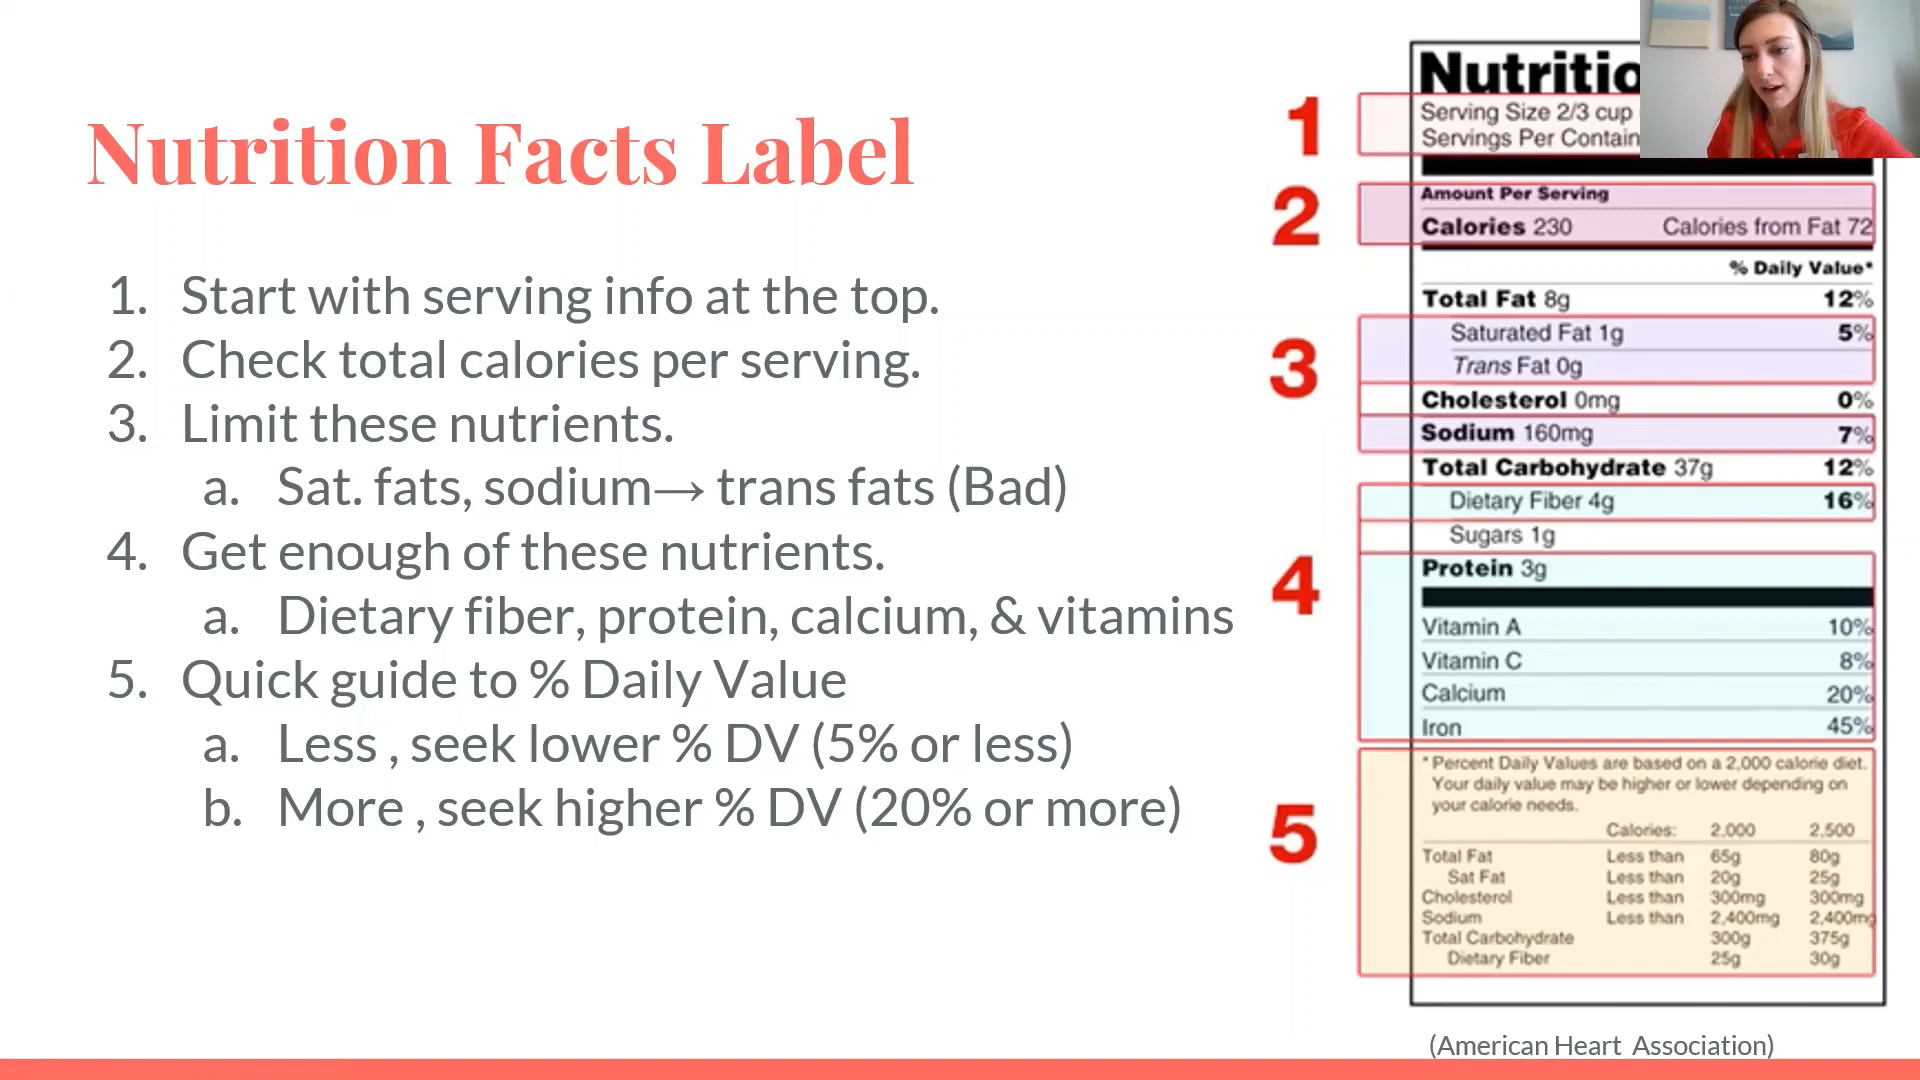 Nutrition Facts Label
1. Start with serving info at the top.
2. Check total calories per serving.
3. Limit these nutrients.
a. Sat. fats, sodium→ trans fats (Bad)
4. Get enough of these nutrients.
a. Dietary fiber, protein, calcium, & vitamins
5. Quick guide to % Daily Value
a. Less , seek lower % DV (5% or less)
b. More , seek higher % DV (20% or more)
1
2
3
4
5
Nutritio
Serving Size 2/3 cup
Servings Per Contain
Amount Per Serving
Calories 230 Calories from Fat 72
% Daily Value*
Total Fat 8g 12%
Saturated Fat 1g 5%
Trans Fat 0g
Cholesterol 0mg 0%
Sodium 160mg 7%
Total Carbohydrate 37g 12%
Dietary Fiber 4g 16%
Sugars 1g
Protein 3g
Vitamin A 10%
Vitamin C 8%
Calcium 20%
Iron 45%
* Percent Daily Values are based on a 2,000 calorie diet.
Your daily value may be higher or lower depending on
your calorie needs.
Calories: 2,000 2,500
Total Fat Less than 65g 80g
Sat Fat Less than 20g 25g
Cholesterol Less than 300mg 300mg
Sodium Less than 2,400mg 2,400mg
Total Carbohydrate 300g 375g
Dietary Fiber 25g 30g
(American Heart Association)